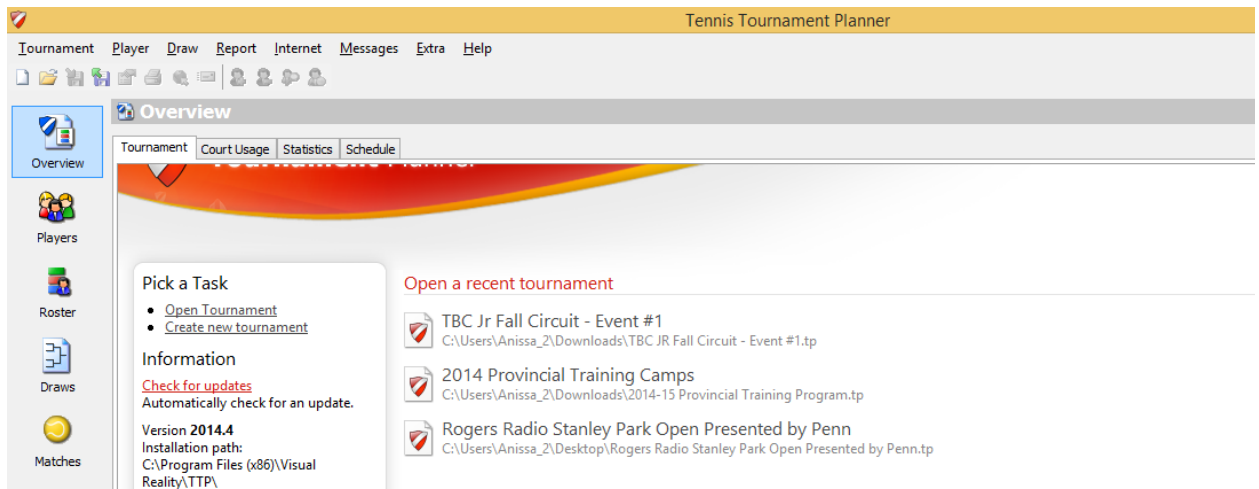 Tennis Tournament Planner
Tournament Player Draw Report Internet Messages Extra Help
Overview
Tournament Court Usage Statistics Schedule
Overview
Players
Roster
Draws
Matches
Pick a Task
Open Tournament
Create new tournament
Information
Check for updates
Automatically check for an update.
Version 2014.4
Installation path:
C:\Program Files (x86)\Visual
Reality\TTP\
Open a recent tournament
TBC Jr Fall Circuit - Event #1
C:\Users\Anissa_2\Downloads\TBC JR Fall Circuit - Event #1.tp
2014 Provincial Training Camps
C:\Users\Anissa_2\Downloads\2014-15 Provincial Training Program.tp
Rogers Radio Stanley Park Open Presented by Penn
C:\Users\Anissa_2\Desktop\Rogers Radio Stanley Park Open Presented by Penn.tp